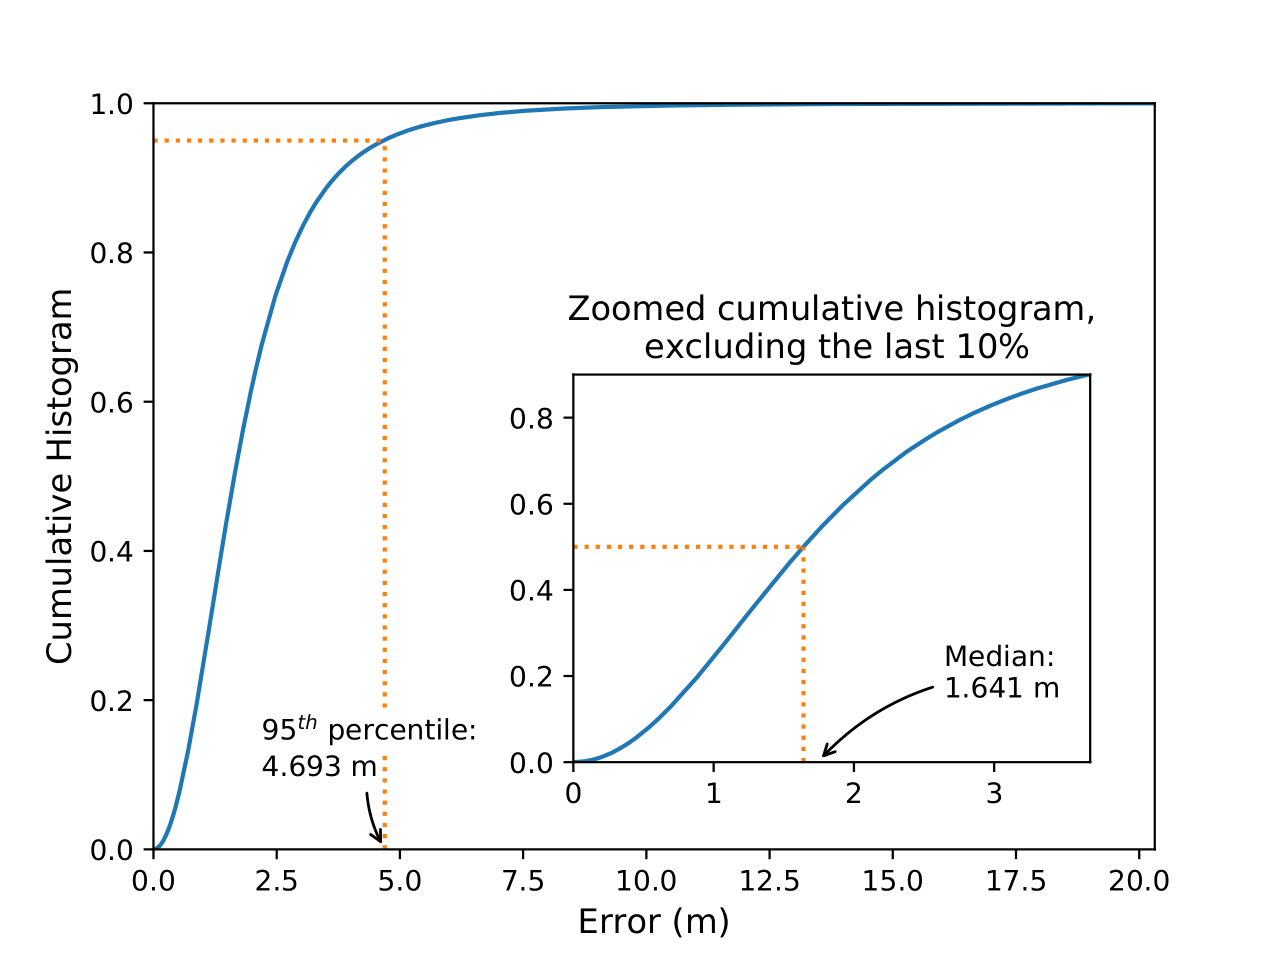 1.0
0.8
0.6
0.4
0.2
0.0
Cumulative Histogram
0.0 2.5 5.0 7.5 10.0 12.5 15.0 17.5 20.0
Error (m)
95th percentile:
4.693 m
Zoomed cumulative histogram,
excluding the last 10%
0.8
0.6
0.4
0.2
0.0
0 1 2 3
Median:
1.641 m